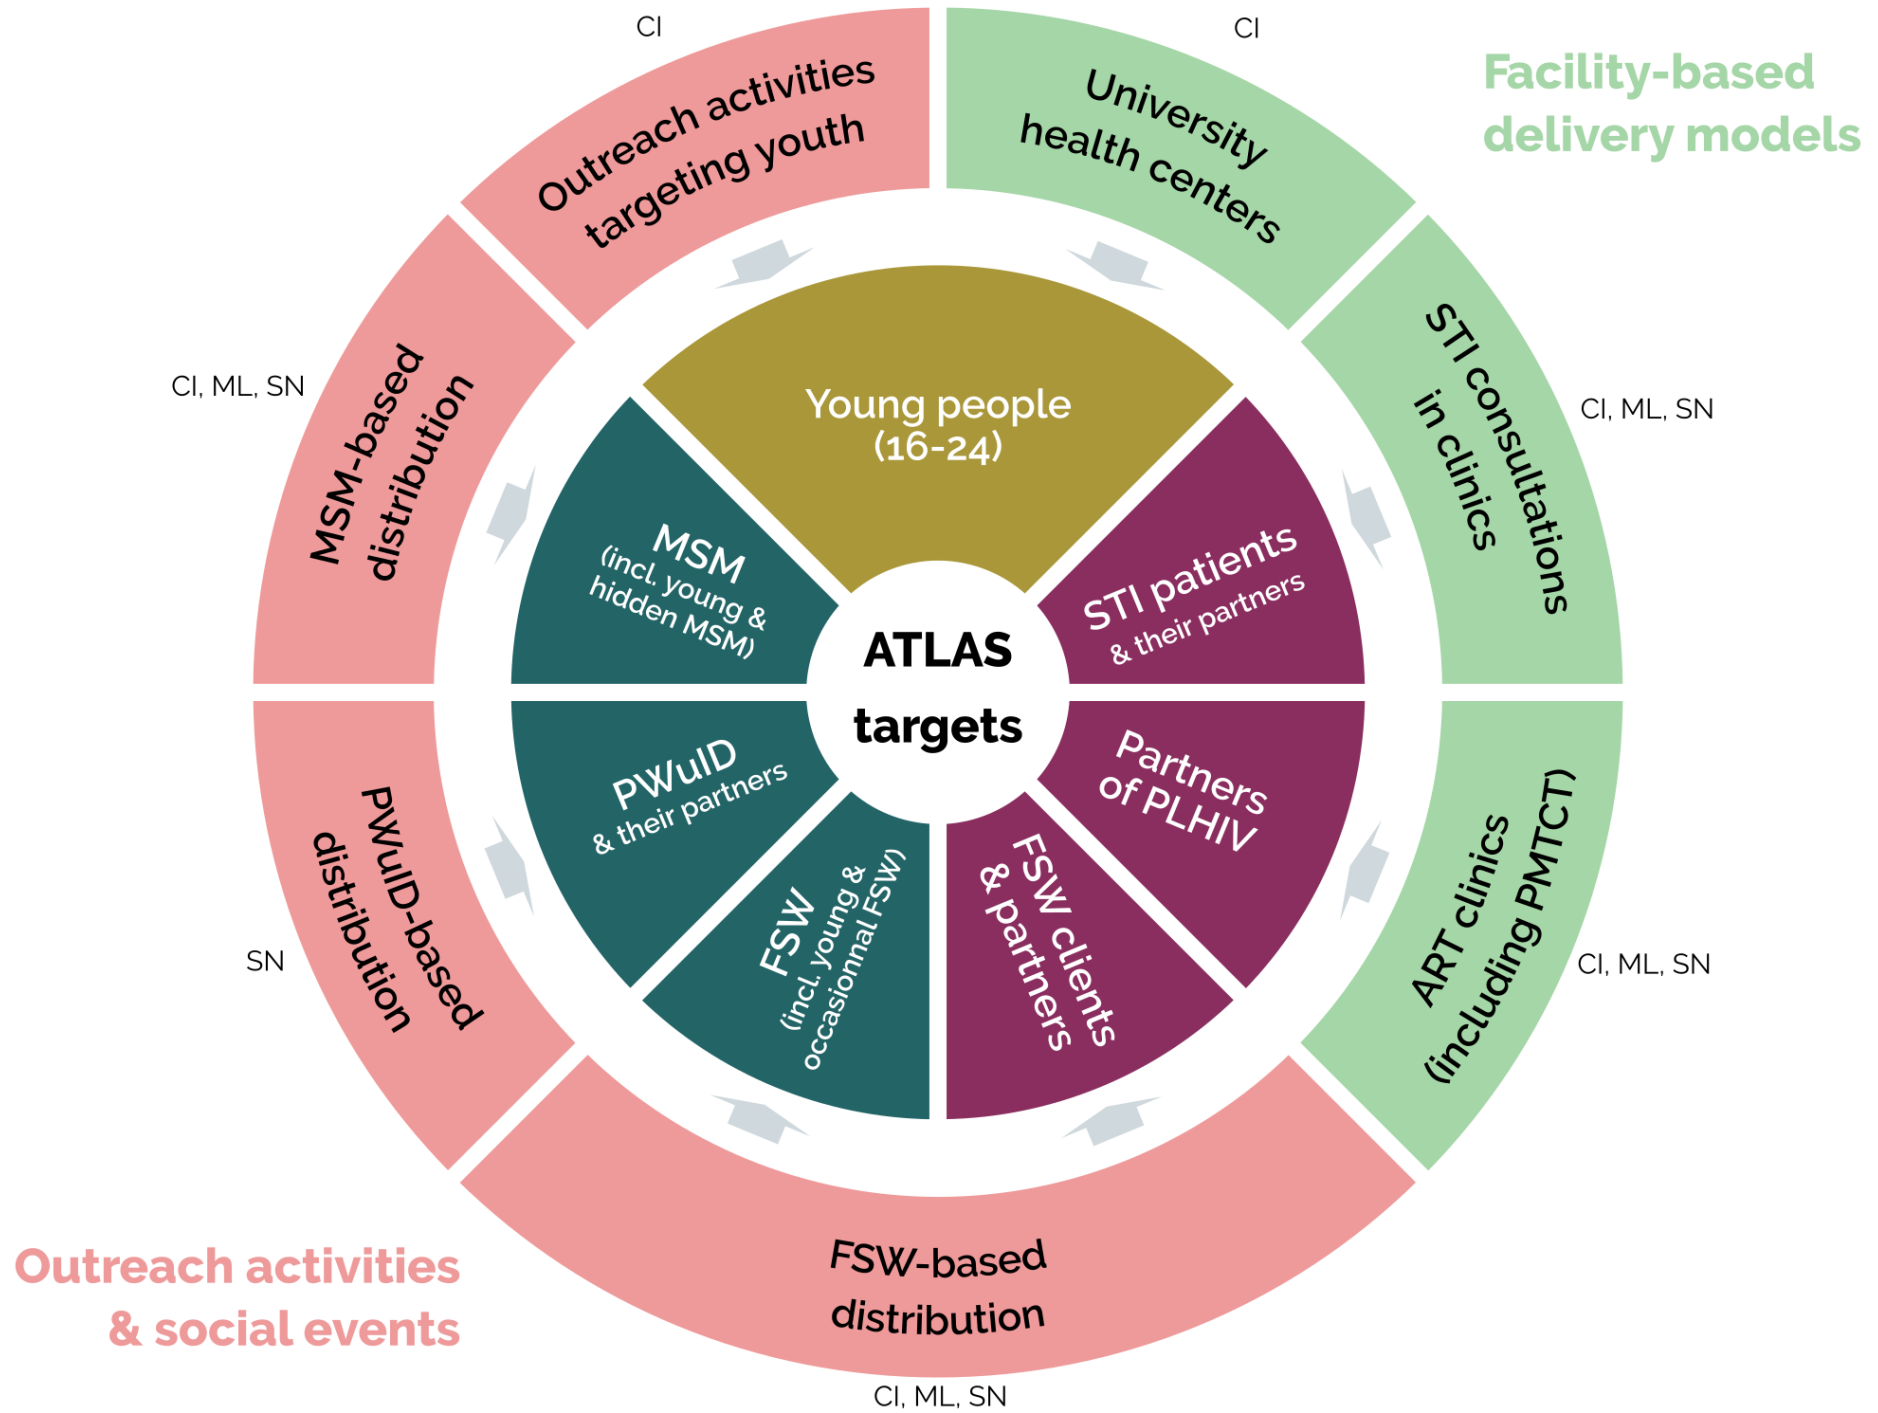 CI
CI
Facility-based
delivery models
Outreach activities
targeting youth
University
health centers
CI, ML, SN
MSM-based
distribution
STI consultations
in clinics
CI, ML, SN
Young people
(16-24)
MSM
(incl. young &
hidden MSM)
STI patients
& their partners
ATLAS
targets
PWuID
& their partners
Partners
of PLHIV
FSW
(incl. young &
occasionnal FSW)
FSW clients
& partners
SN
PWuID-based
distribution
ART clinics
(including PMTCT)
CI, ML, SN
Outreach activities
& social events
FSW-based
distribution
CI, ML, SN